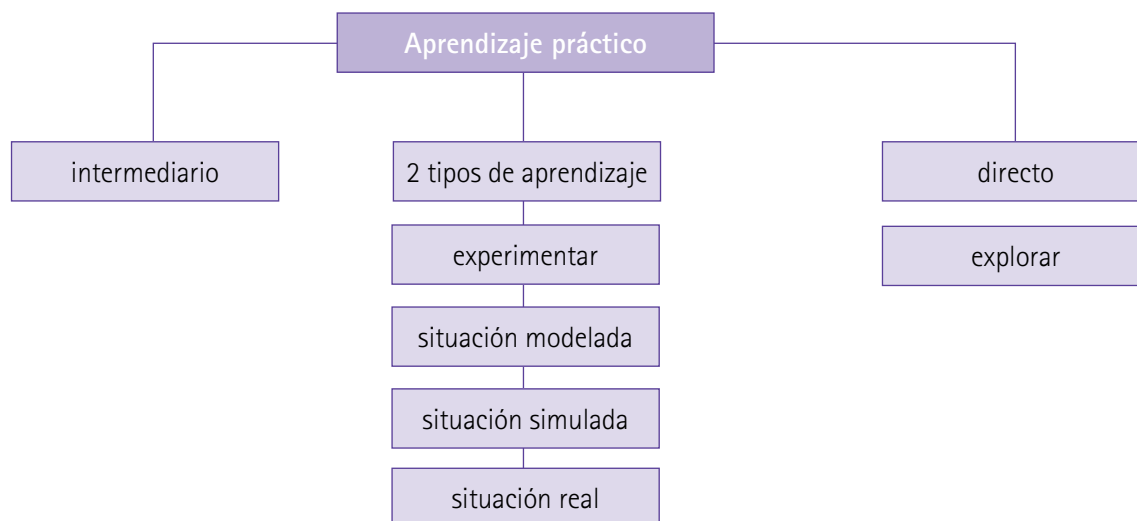 Aprendizaje práctico
intermediario
2 tipos de aprendizaje
directo
experimentar
explorar
situación modelada
situación simulada
situación real